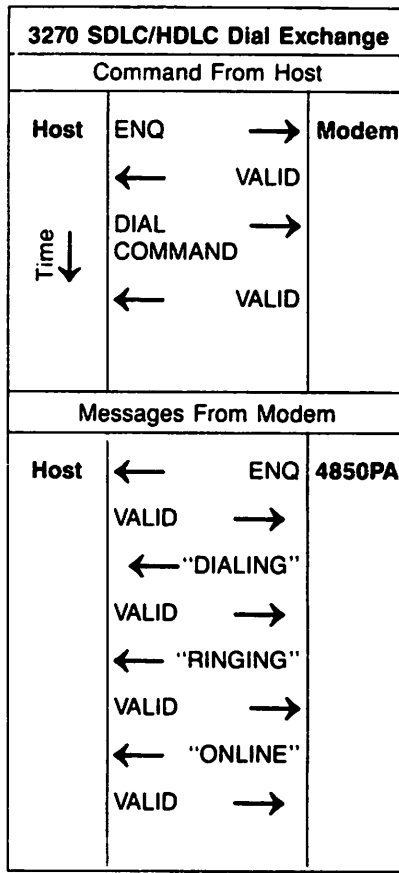 3270 SDLC/HDLC Dial Exchange
Command From Host
Host ENQ → Modem
← VALID
DIAL →
COMMAND
← VALID
Time
Messages From Modem
Host ← ENQ 4850PA
VALID →
← "DIALING"
VALID →
← "RINGING"
VALID →
← "ONLINE"
VALID →